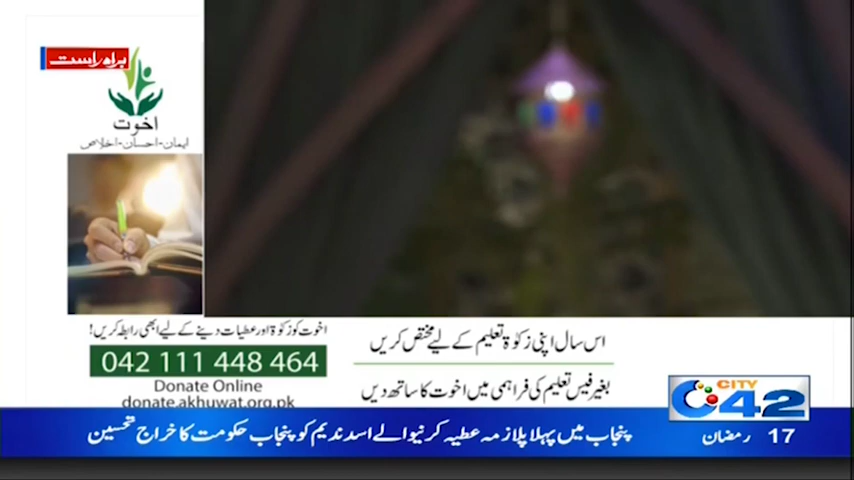 براہ راست
اخوت
ایمان-احسان-اخلاص
اخوت کو زکوٰۃ اور عطیات دینے کے لیے ابھی رابطہ کریں!
042 111 448 464
Donate Online
donate.akhuwat.org.pk
اس سال اپنی زکوٰۃ تعلیم کے لیے مختص کریں
بغیر فیس تعلیم کی فراہمی میں اخوت کا ساتھ دیں
CITY
42
17 رمضان
پنجاب میں پہلا پلازمہ عطیہ کرنیوالے اسد ندیم کو پنجاب حکومت کا خراج تحسین